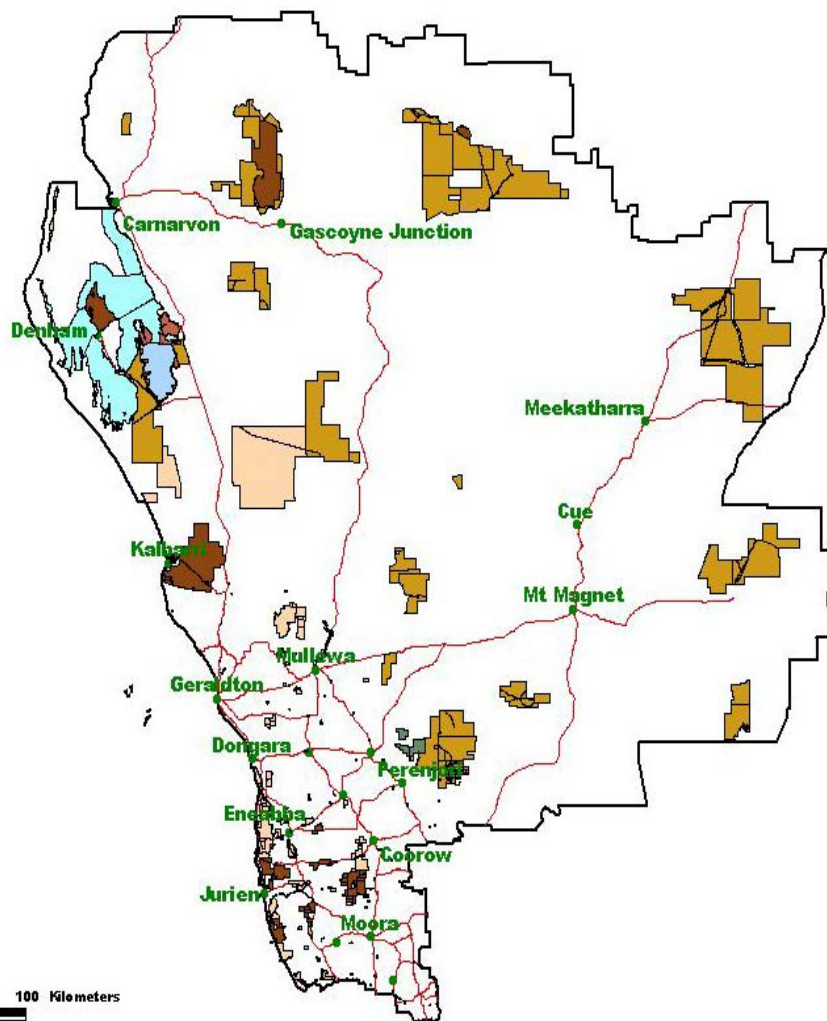 Carnarvon
Gascoyne Junction
Denham
Meekatharra
Cue
Kalbarri
Mt Magnet
Mullewa
Geraldton
Dongara
Perenjori
Eneabba
Coorow
Jurien
Moora
100 Kilometers